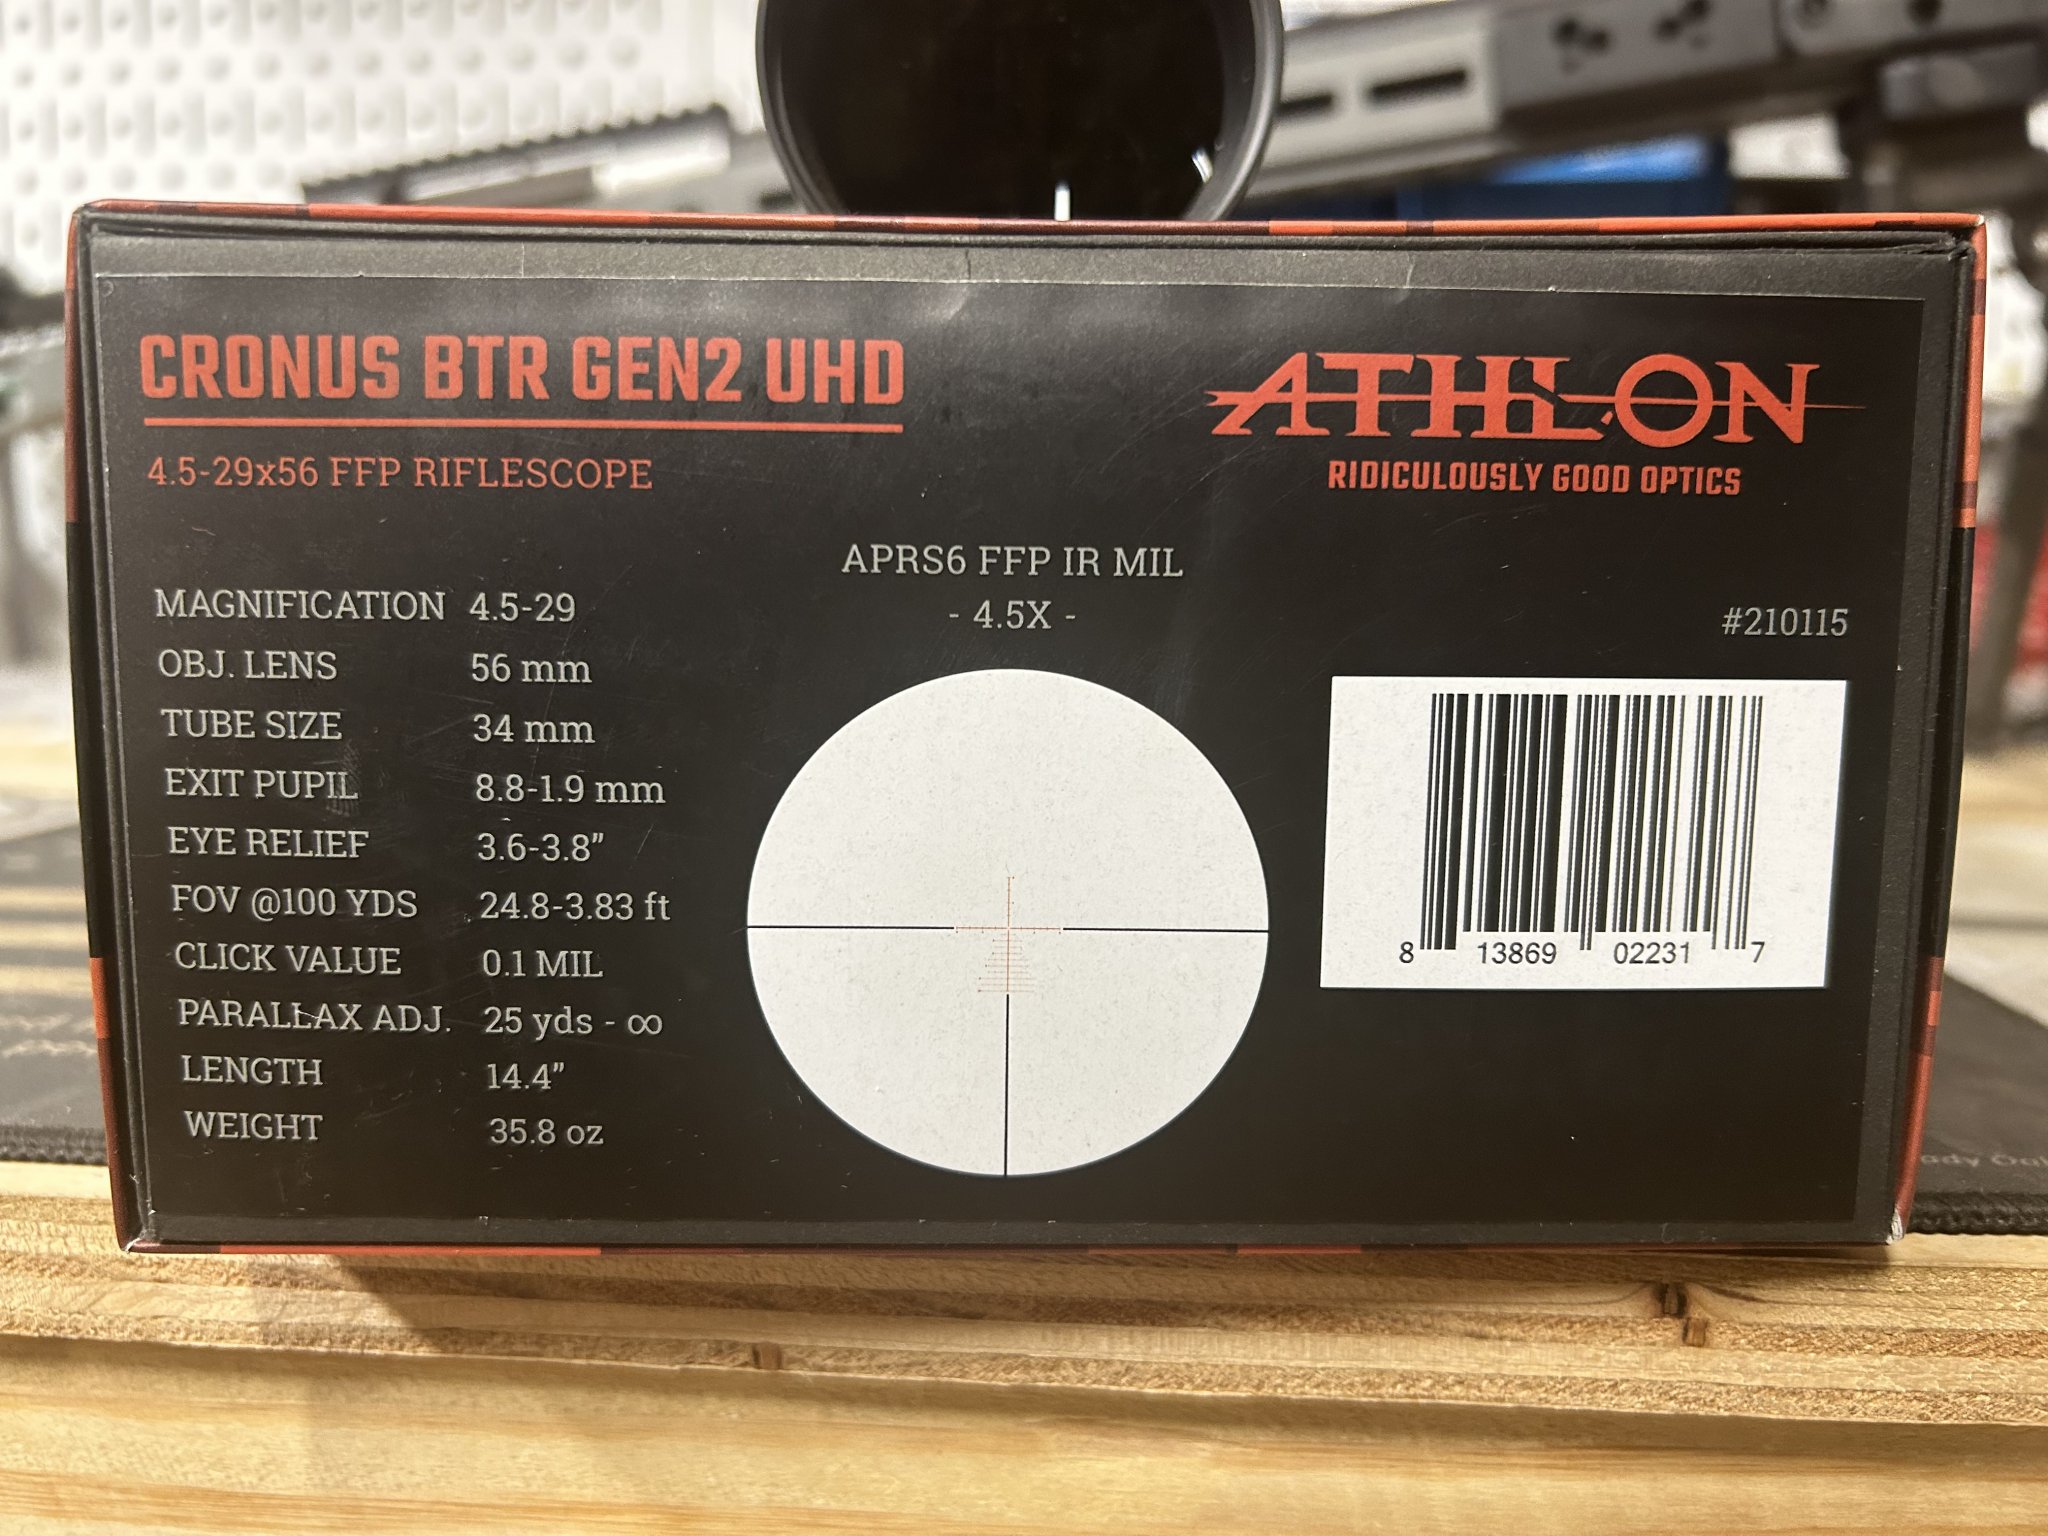 CRONUS BTR GEN2 UHD
4.5-29x56 FFP RIFLESCOPE
ATHLON
RIDICULOUSLY GOOD OPTICS
MAGNIFICATION 4.5-29
OBJ. LENS 56 mm
TUBE SIZE 34 mm
EXIT PUPIL 8.8-1.9 mm
EYE RELIEF 3.6-3.8"
FOV @100 YDS 24.8-3.83 ft
CLICK VALUE 0.1 MIL
PARALLAX ADJ. 25 yds - ∞
LENGTH 14.4"
WEIGHT 35.8 oz
APRS6 FFP IR MIL
- 4.5X -
#210115
8 13869 02231 7